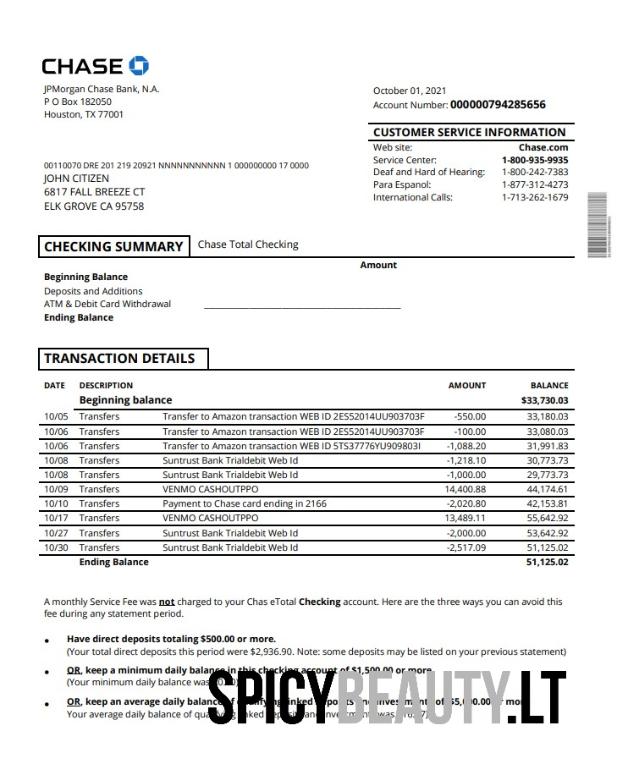 CHASE
JPMorgan Chase Bank, N.A.
P O Box 182050
Houston, TX 77001
October 01, 2021
Account Number: 000000794285656
CUSTOMER SERVICE INFORMATION
Web site: Chase.com
Service Center: 1-800-935-9935
Deaf and Hard of Hearing: 1-800-242-7383
Para Espanol: 1-877-312-4273
International Calls: 1-713-262-1679
00110070 DRE 201 219 20921 NNNNNNNNNNN 1 000000000 17 0000
JOHN CITIZEN
6817 FALL BREEZE CT
ELK GROVE CA 95758
CHECKING SUMMARY Chase Total Checking
Amount
Beginning Balance
Deposits and Additions
ATM & Debit Card Withdrawal
Ending Balance
TRANSACTION DETAILS
DATE DESCRIPTION AMOUNT BALANCE
Beginning balance $33,730.03
10/05 Transfers Transfer to Amazon transaction WEB ID 2ES52014UU903703F -550.00 33,180.03
10/06 Transfers Transfer to Amazon transaction WEB ID 2ES52014UU903703F -100.00 33,080.03
10/06 Transfers Transfer to Amazon transaction WEB ID 5TS37776YU909803I -1,088.20 31,991.83
10/08 Transfers Suntrust Bank Trialdebit Web Id -1,218.10 30,773.73
10/08 Transfers Suntrust Bank Trialdebit Web Id -1,000.00 29,773.73
10/09 Transfers VENMO CASHOUTPPO 14,400.88 44,174.61
10/10 Transfers Payment to Chase card ending in 2166 -2,020.80 42,153.81
10/17 Transfers VENMO CASHOUTPPO 13,489.11 55,642.92
10/27 Transfers Suntrust Bank Trialdebit Web Id -2,000.00 53,642.92
10/30 Transfers Suntrust Bank Trialdebit Web Id -2,517.09 51,125.02
Ending Balance 51,125.02
A monthly Service Fee was not charged to your Chas eTotal Checking account. Here are the three ways you can avoid this
fee during any statement period.
• Have direct deposits totaling $500.00 or more.
(Your total direct deposits this period were $2,936.90. Note: some deposits may be listed on your previous statement)
• OR, keep a minimum daily balance in this checking account of $1,500.00 or more.
(Your minimum daily balance was
• OR, keep an average daily balance of qualifying linked deposits and investments of $5,000.00 or more
Your average daily balance of qualifying linked deposits and investments was
SPICYBEAUTY.LT